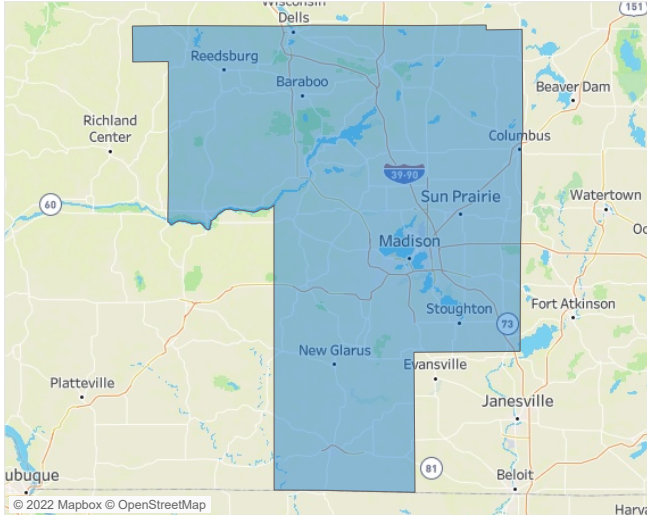 Wisconsin
Dells
151
Reedsburg
Baraboo
Beaver Dam
Richland
Center
Columbus
39-90
60
Sun Prairie
Watertown
Madison
Stoughton
Fort Atkinson
73
New Glarus
Evansville
Platteville
Janesville
81
Beloit
ubuque
© 2022 Mapbox © OpenStreetMap
Harva